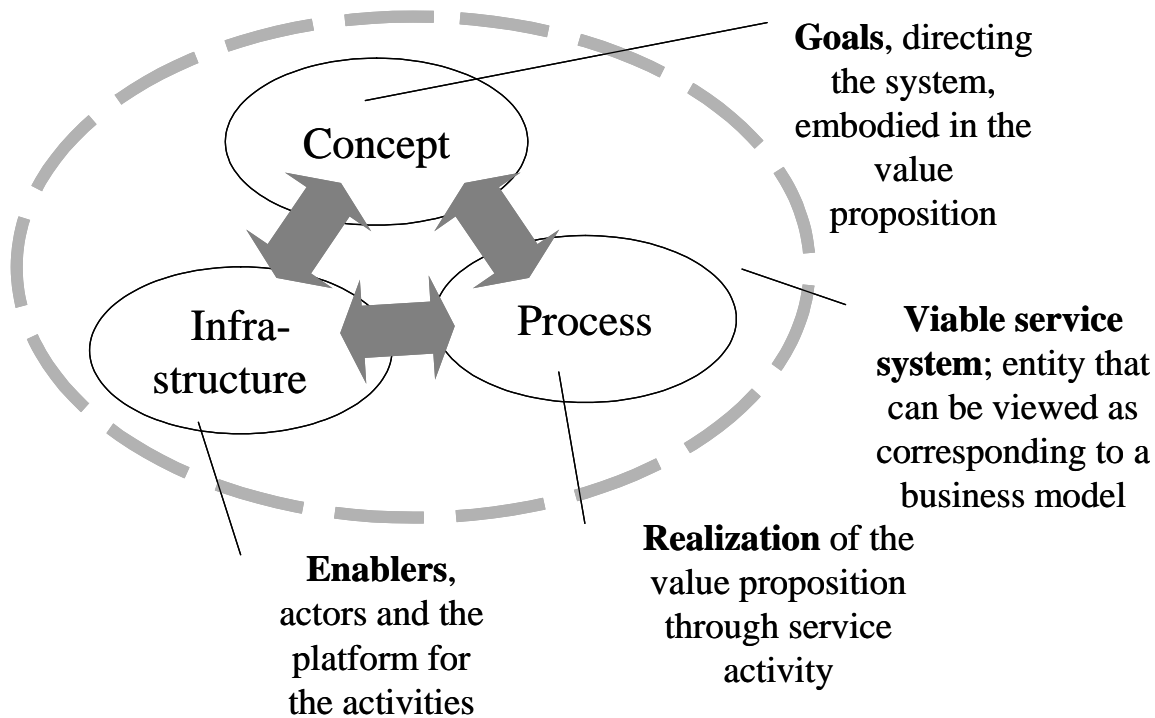 Concept
Infra-
structure
Process
Goals, directing
the system,
embodied in the
value
proposition
Viable service
system; entity that
can be viewed as
corresponding to a
business model
Realization of the
value proposition
through service
activity
Enablers,
actors and the
platform for
the activities